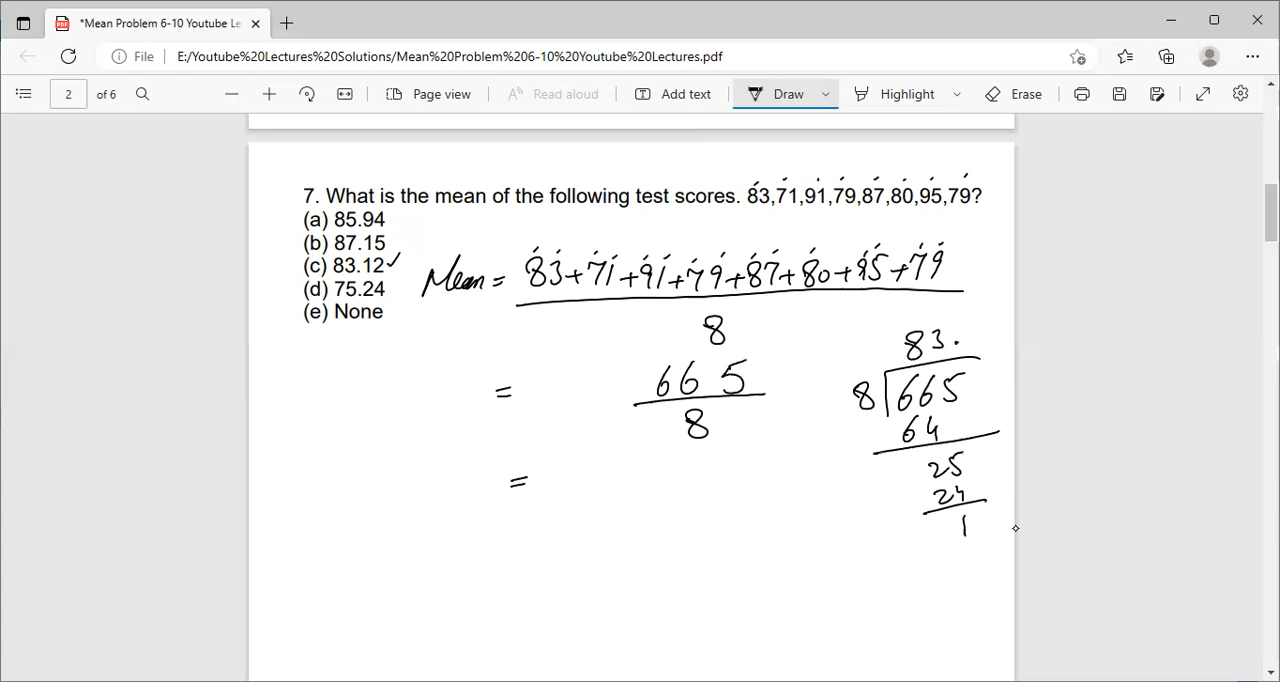 *Mean Problem 6-10 Youtube Le
File E:/Youtube%20Lectures%20Solutions/Mean%20Problem%206-10%20Youtube%20Lectures.pdf
2 of 6 Page view Read aloud Add text Draw Highlight Erase
7. What is the mean of the following test scores. 83,71,91,79,87,80,95,79?
(a) 85.94
(b) 87.15
(c) 83.12✓
(d) 75.24
(e) None
Mean = 83+71+91+79+87+80+95+79
8
= 665
8
=
83.
8 665
64
25
24
1